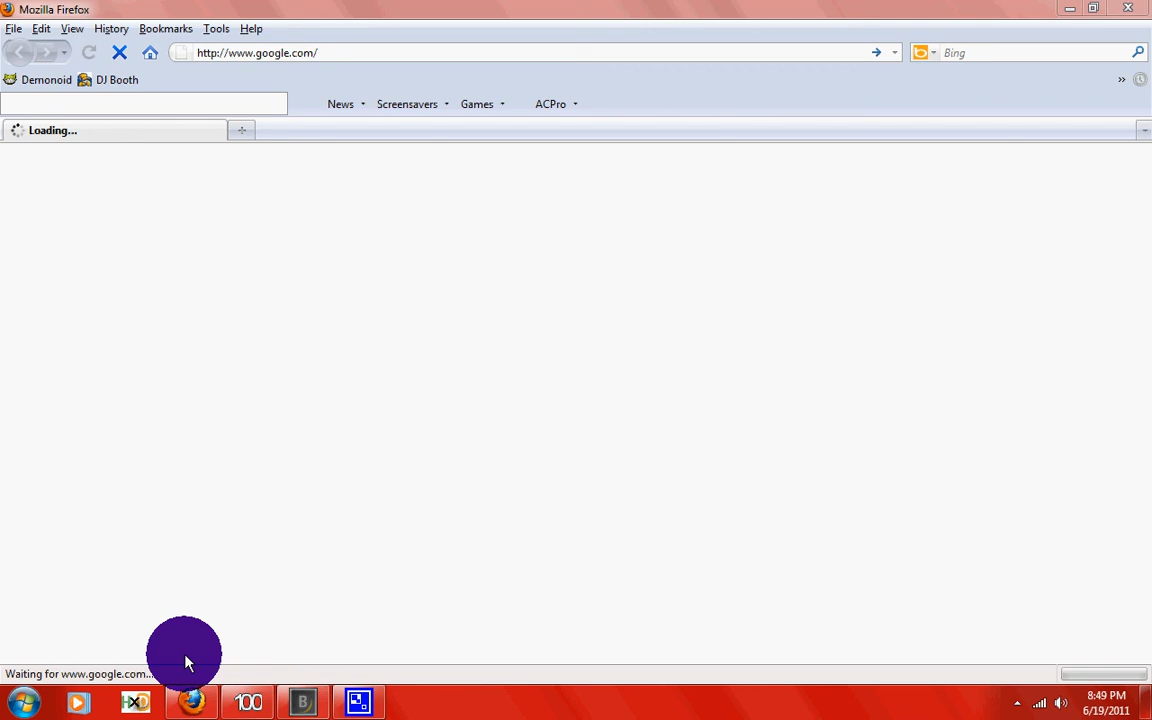 Mozilla Firefox
File Edit View History Bookmarks Tools Help
http://www.google.com/ Bing
Demonoid DJ Booth »
News Screensavers Games ACPro
Loading...
Waiting for www.google.com...
HXD 100 B 8:49 PM
6/19/2011